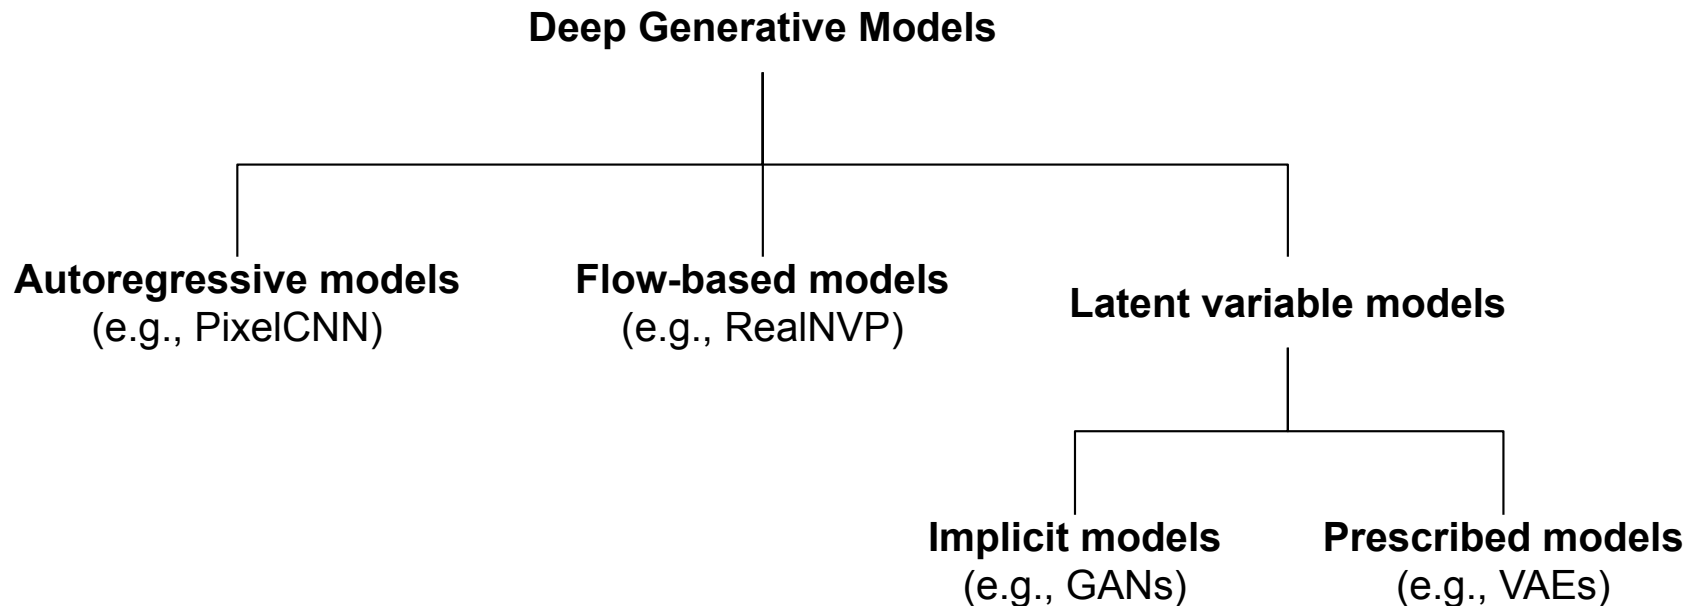 Deep Generative Models
Autoregressive models
(e.g., PixelCNN)
Flow-based models
(e.g., RealNVP)
Latent variable models
Implicit models
(e.g., GANs)
Prescribed models
(e.g., VAEs)